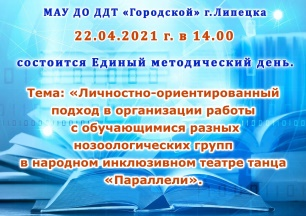 МАУ ДО ДДТ «Городской» г.Липецка
22.04.2021 г. в 14.00
состоится Единый методический день.
Тема: «Личностно-ориентированный
подход в организации работы
с обучающимися разных
нозоологических групп
в народном инклюзивном театре танца
«Параллели».